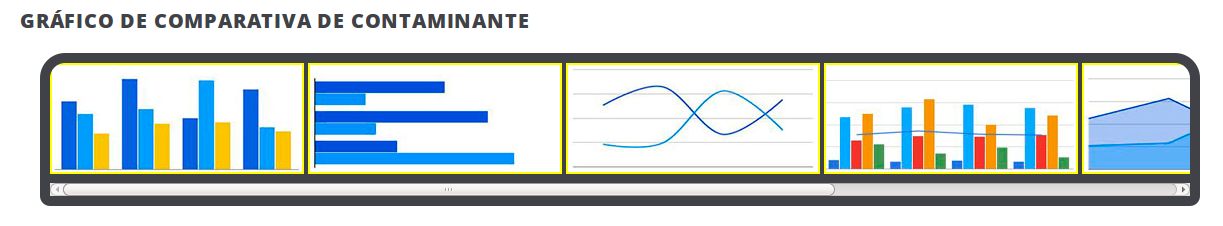 GRÁFICO DE COMPARATIVA DE CONTAMINANTE